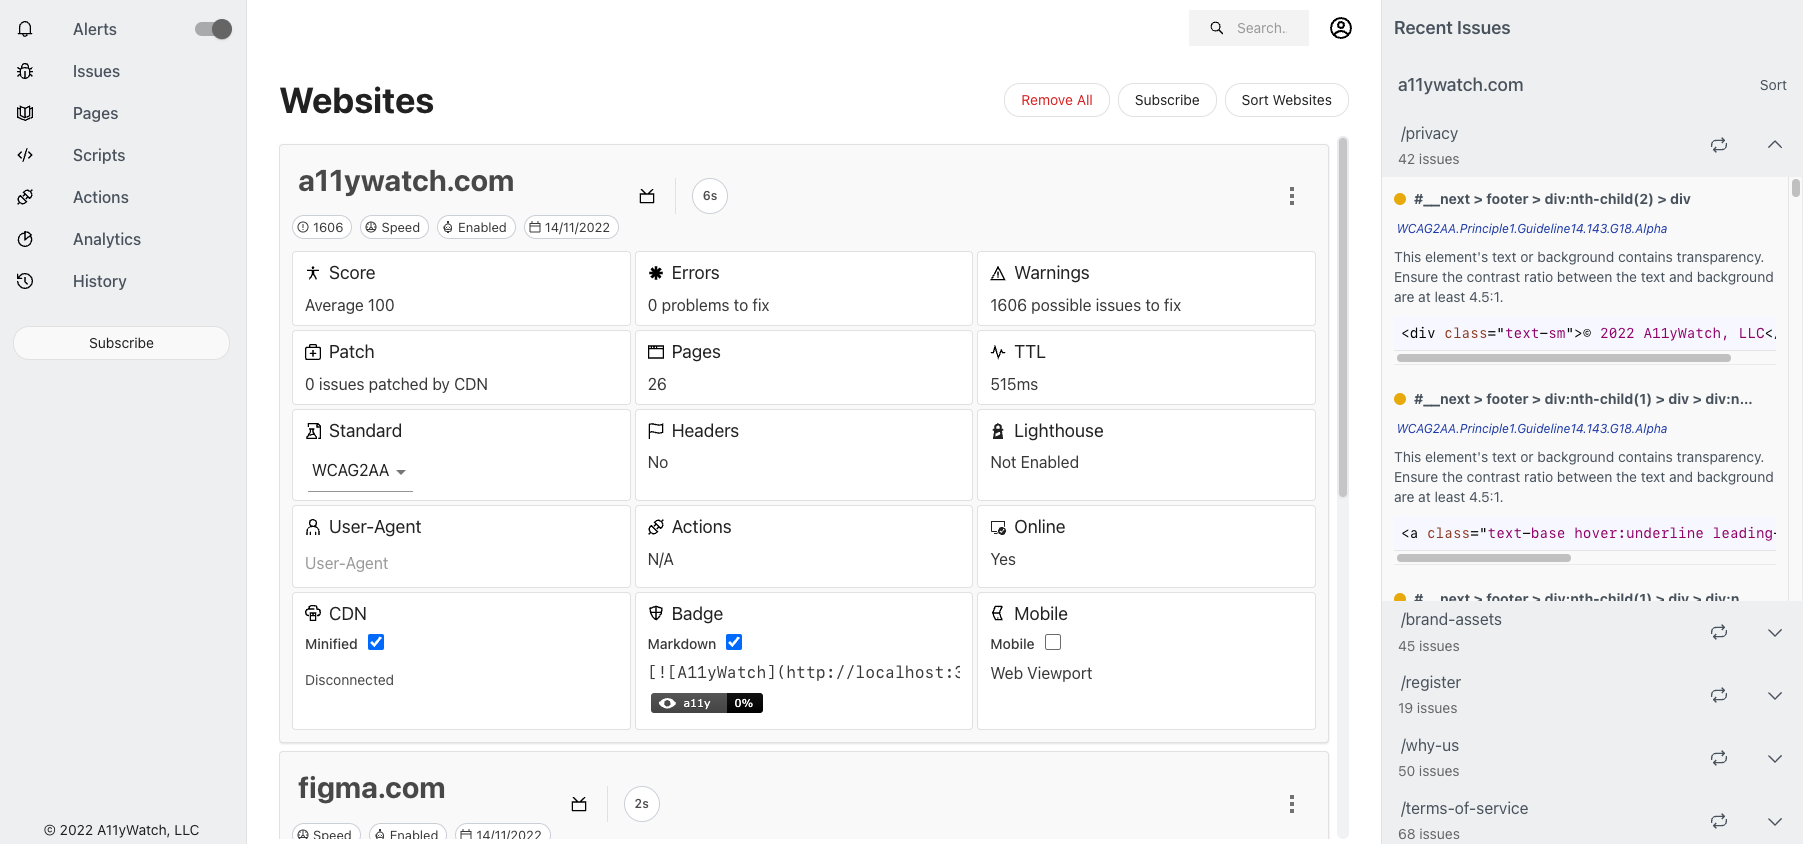 Alerts
Issues
Pages
Scripts
Actions
Analytics
History
Subscribe
© 2022 A11yWatch, LLC
Search.
Websites
Remove All
Subscribe
Sort Websites
a11ywatch.com
6s
1606
Speed
Enabled
14/11/2022
Score
Average 100
Errors
0 problems to fix
Warnings
1606 possible issues to fix
Patch
0 issues patched by CDN
Pages
26
TTL
515ms
Standard
WCAG2AA
Headers
No
Lighthouse
Not Enabled
User-Agent
User-Agent
Actions
N/A
Online
Yes
CDN
Minified
Disconnected
Badge
Markdown
[![A11yWatch](http://localhost:3
a11y 0%
Mobile
Mobile
Web Viewport
figma.com
2s
Speed
Enabled
14/11/2022
Recent Issues
a11ywatch.com
Sort
/privacy
42 issues
#__next > footer > div:nth-child(2) > div
WCAG2AA.Principle1.Guideline14.143.G18.Alpha
This element's text or background contains transparency.
Ensure the contrast ratio between the text and background
are at least 4.5:1.
<div class="text-sm">© 2022 A11yWatch, LLC</
#__next > footer > div:nth-child(1) > div > div:n...
WCAG2AA.Principle1.Guideline14.143.G18.Alpha
This element's text or background contains transparency.
Ensure the contrast ratio between the text and background
are at least 4.5:1.
<a class="text-base hover:underline leading-
#__next > footer > div:nth-child(1) > div > div:n
/brand-assets
45 issues
/register
19 issues
/why-us
50 issues
/terms-of-service
68 issues